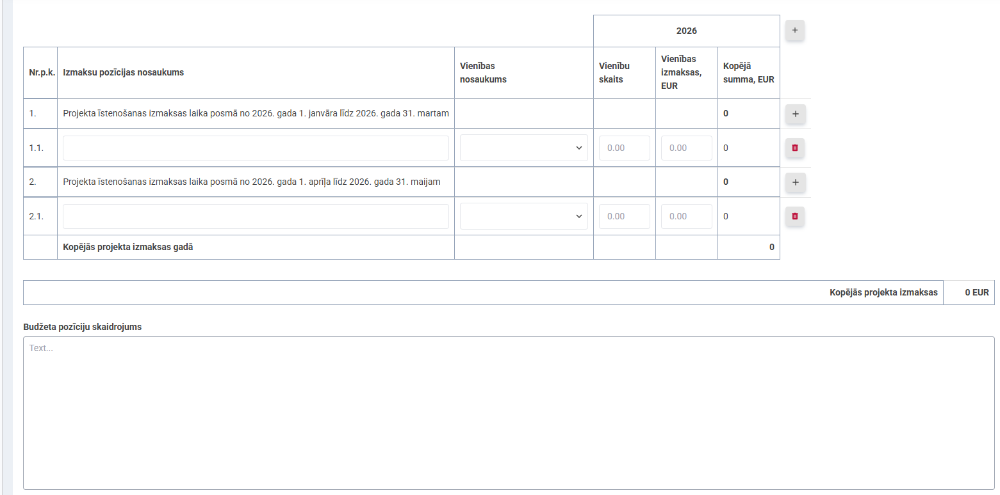 2026
+
Nr.p.k. Izmaksu pozīcijas nosaukums Vienības nosaukums Vienību skaits Vienības izmaksas, EUR Kopējā summa, EUR
1. Projekta īstenošanas izmaksas laika posmā no 2026. gada 1. janvāra līdz 2026. gada 31. martam 0 +
1.1. 0.00 0.00 0
2. Projekta īstenošanas izmaksas laika posmā no 2026. gada 1. aprīļa līdz 2026. gada 31. maijam 0 +
2.1. 0.00 0.00 0
Kopējās projekta izmaksas gadā 0
Kopējās projekta izmaksas 0 EUR
Budžeta pozīciju skaidrojums
Text...